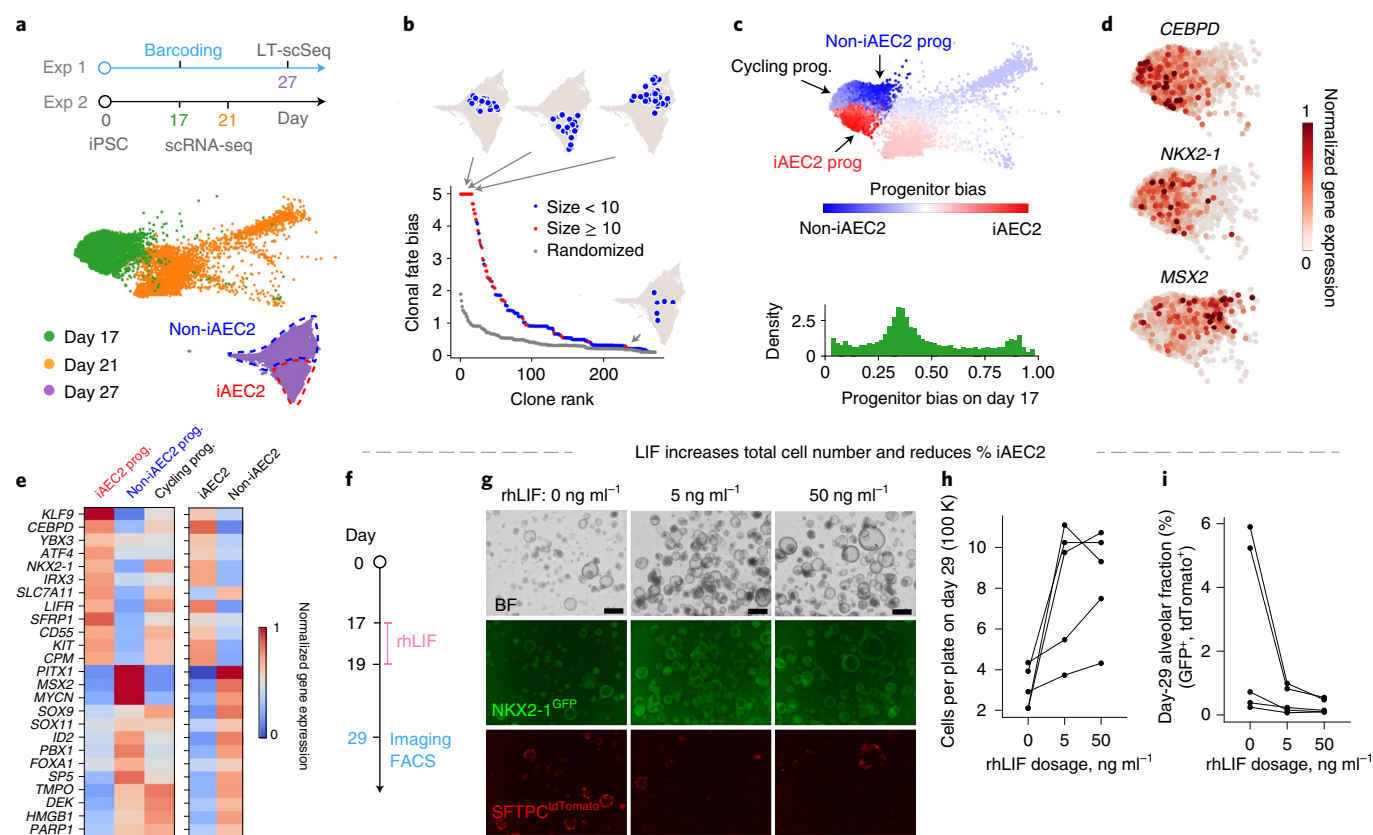 a
Exp 1
Barcoding
LT-scSeq
27
Exp 2
0
17
21
Day
iPSC
scRNA-seq
Day 17
Day 21
Day 27
Non-iAEC2
iAEC2
b
Clonal fate bias
5
4
3
2
1
0
Size < 10
Size ≥ 10
Randomized
0
100
200
Clone rank
c
Non-iAEC2 prog
Cycling prog.
iAEC2 prog
Progenitor bias
Non-iAEC2
iAEC2
Density
2.5
0
0
0.25
0.50
0.75
1.00
Progenitor bias on day 17
d
CEBPD
NKX2-1
MSX2
1
0
Normalized gene expression
LIF increases total cell number and reduces % iAEC2
e
iAEC2 prog.
Non-iAEC2 prog.
Cycling prog.
iAEC2
Non-iAEC2
KLF9
CEBPD
YBX3
ATF4
NKX2-1
IRX3
SLC7A11
LIFR
SFRP1
CD55
KIT
CPM
PITX1
MSX2
MYCN
SOX9
SOX11
ID2
PBX1
FOXA1
SP5
TMPO
DEK
HMGB1
PARP1
1
0
Normalized gene expression
f
Day
0
17
rhLIF
19
29
Imaging
FACS
g
rhLIF: 0 ng ml⁻¹
5 ng ml⁻¹
50 ng ml⁻¹
BF
NKX2-1GFP
SFTPCtdTomato
h
Cells per plate on day 29 (100 K)
10
8
6
4
2
0
5
50
rhLIF dosage, ng ml⁻¹
i
Day-29 alveolar fraction (%)
(GFP⁺, tdTomato⁺)
6
4
2
0
0
5
50
rhLIF dosage, ng ml⁻¹